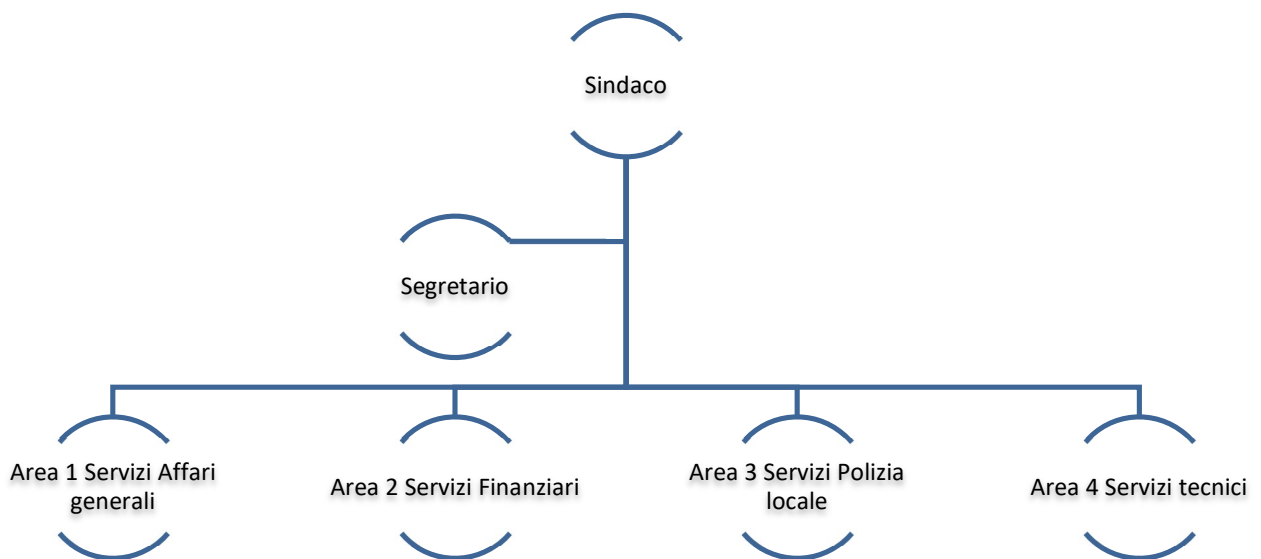 Sindaco
Segretario
Area 1 Servizi Affari
generali
Area 2 Servizi Finanziari
Area 3 Servizi Polizia
locale
Area 4 Servizi tecnici